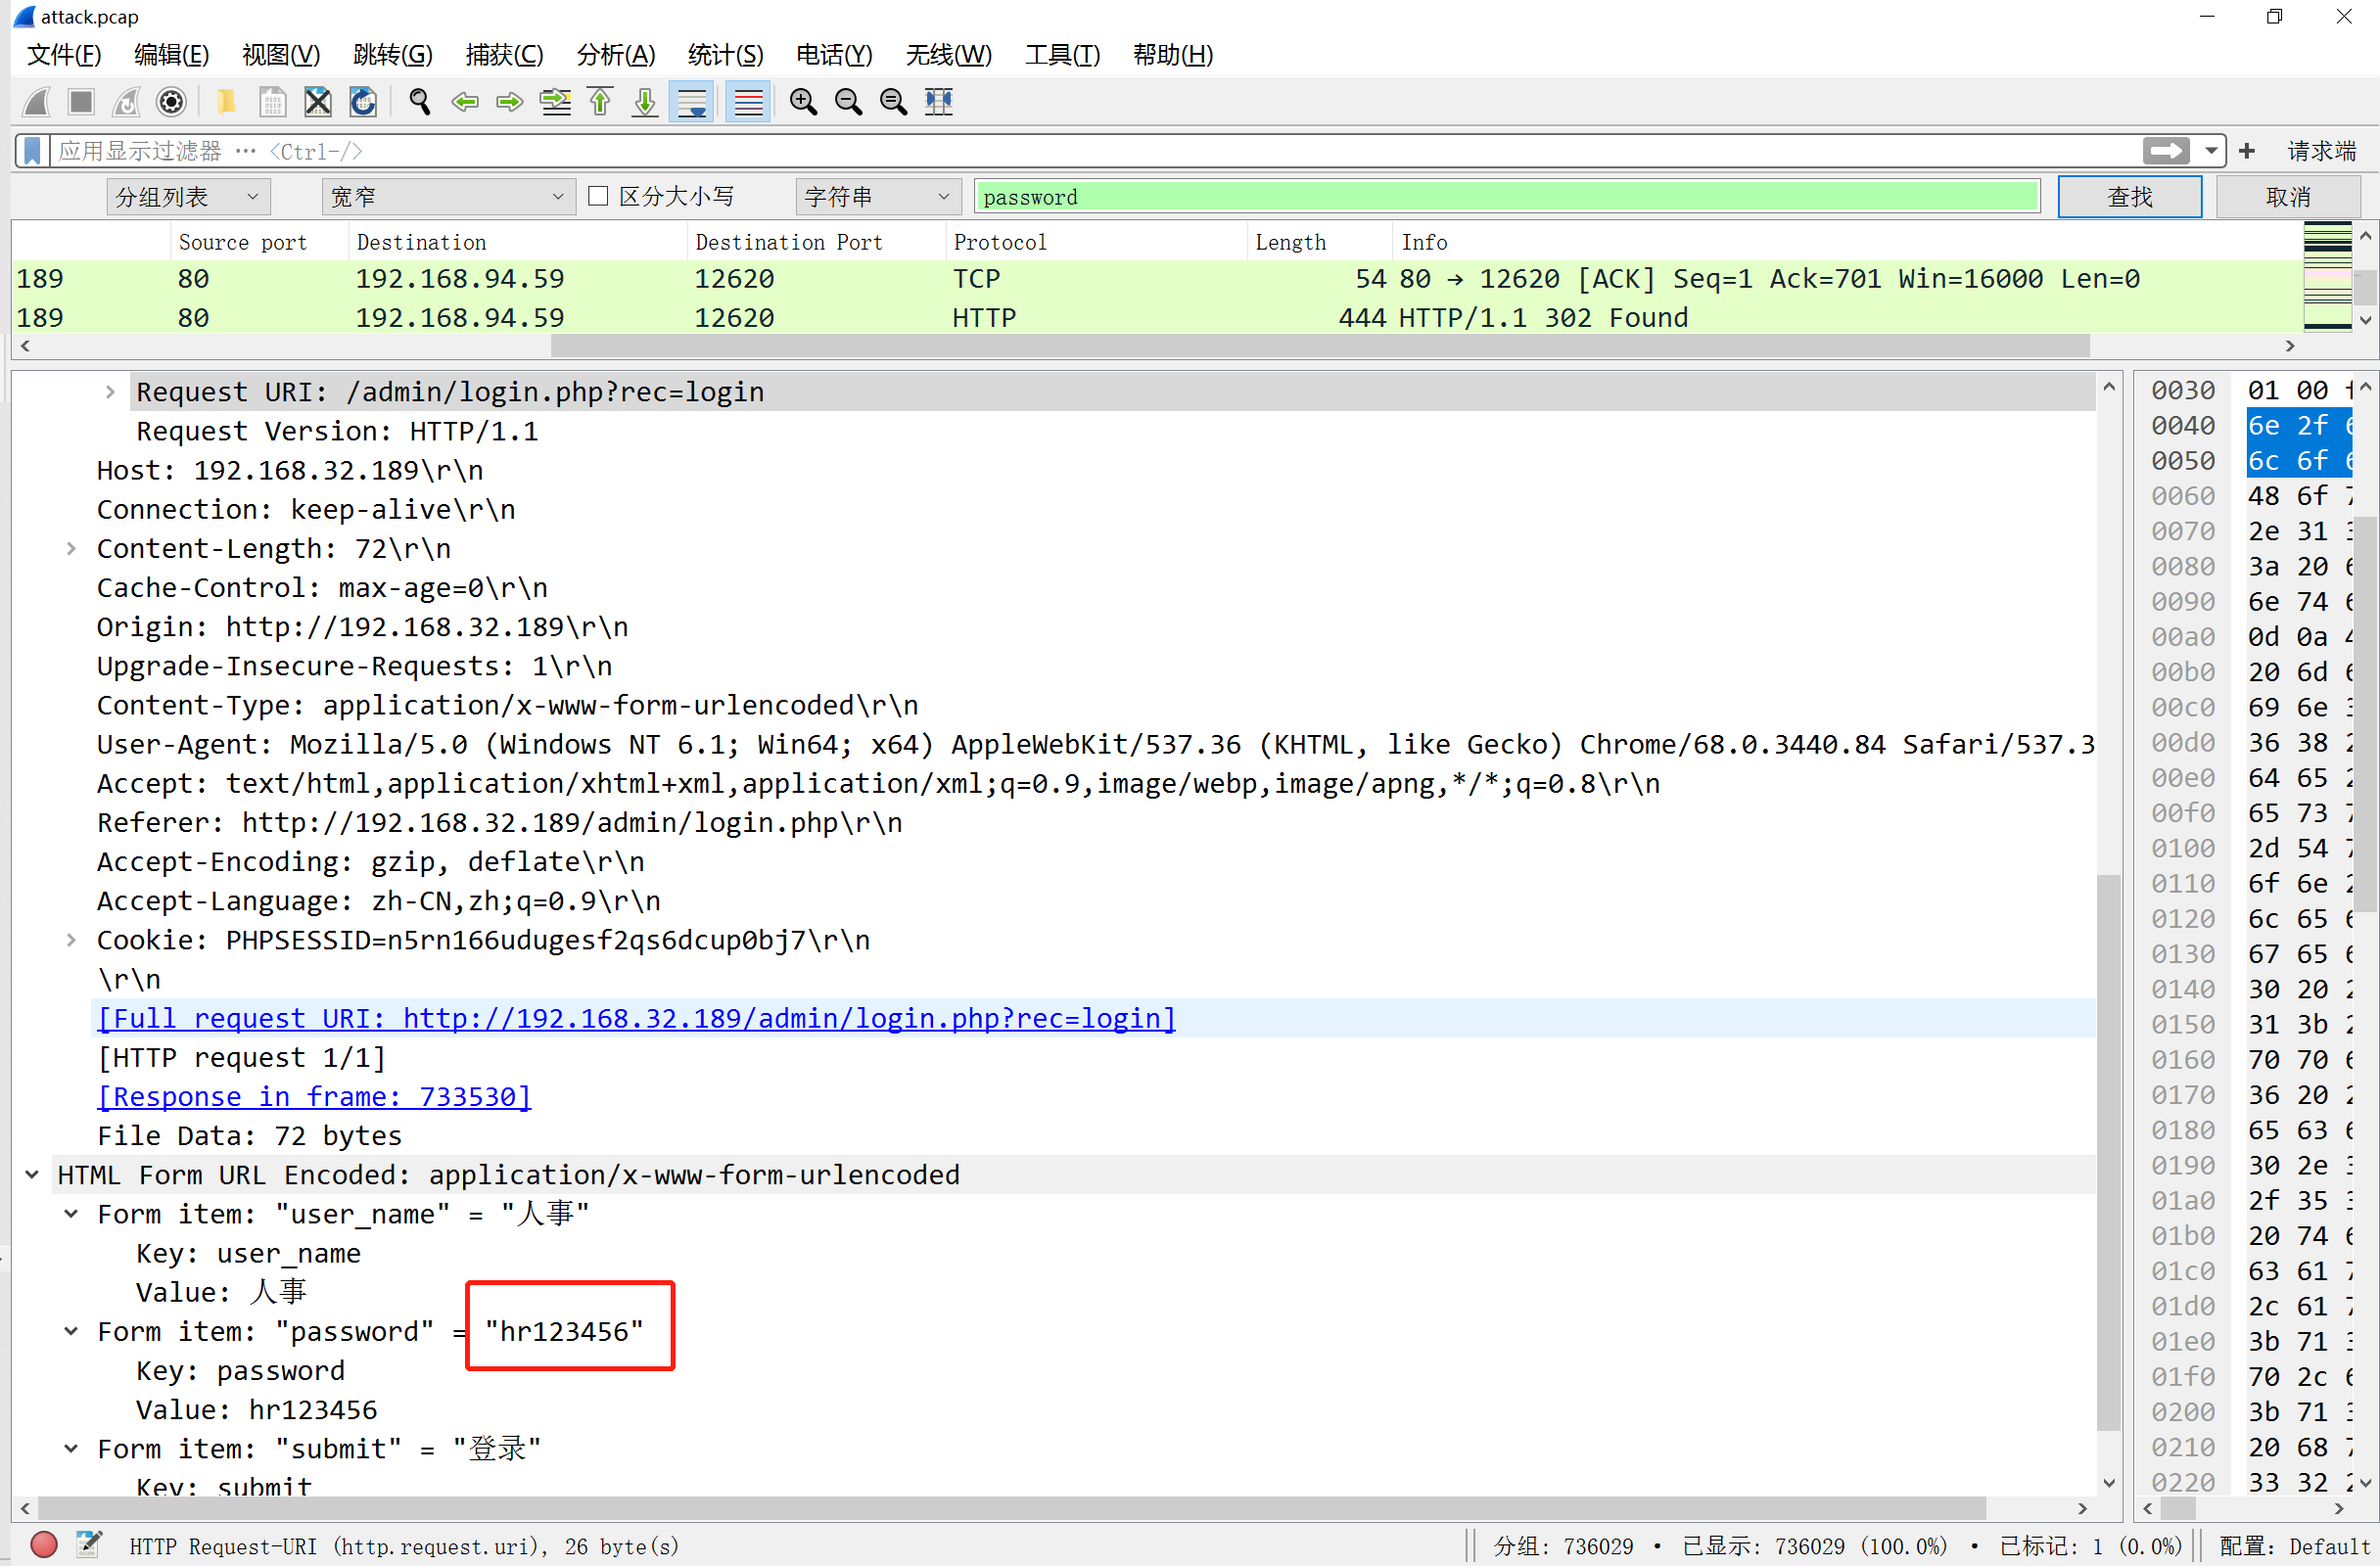 attack.pcap
文件(F) 编辑(E) 视图(V) 跳转(G) 捕获(C) 分析(A) 统计(S) 电话(Y) 无线(W) 工具(T) 帮助(H)
应用显示过滤器 … <Ctrl-/> + 请求端
分组列表 宽窄 区分大小写 字符串 password 查找 取消
Source port Destination Destination Port Protocol Length Info
189 80 192.168.94.59 12620 TCP 54 80 → 12620 [ACK] Seq=1 Ack=701 Win=16000 Len=0
189 80 192.168.94.59 12620 HTTP 444 HTTP/1.1 302 Found
Request URI: /admin/login.php?rec=login
Request Version: HTTP/1.1
Host: 192.168.32.189\r\n
Connection: keep-alive\r\n
Content-Length: 72\r\n
Cache-Control: max-age=0\r\n
Origin: http://192.168.32.189\r\n
Upgrade-Insecure-Requests: 1\r\n
Content-Type: application/x-www-form-urlencoded\r\n
User-Agent: Mozilla/5.0 (Windows NT 6.1; Win64; x64) AppleWebKit/537.36 (KHTML, like Gecko) Chrome/68.0.3440.84 Safari/537.3
Accept: text/html,application/xhtml+xml,application/xml;q=0.9,image/webp,image/apng,*/*;q=0.8\r\n
Referer: http://192.168.32.189/admin/login.php\r\n
Accept-Encoding: gzip, deflate\r\n
Accept-Language: zh-CN,zh;q=0.9\r\n
Cookie: PHPSESSID=n5rn166udugesf2qs6dcup0bj7\r\n
\r\n
[Full request URI: http://192.168.32.189/admin/login.php?rec=login]
[HTTP request 1/1]
[Response in frame: 733530]
File Data: 72 bytes
HTML Form URL Encoded: application/x-www-form-urlencoded
Form item: "user_name" = "人事"
Key: user_name
Value: 人事
Form item: "password" = "hr123456"
Key: password
Value: hr123456
Form item: "submit" = "登录"
Key: submit
0030 01 00
0040 6e 2f
0050 6c 6f
0060 48 6f
0070 2e 31
0080 3a 20
0090 6e 74
00a0 0d 0a
00b0 20 6d
00c0 69 6e
00d0 36 38
00e0 64 65
00f0 65 73
0100 2d 54
0110 6f 6e
0120 6c 65
0130 67 65
0140 30 20
0150 31 3b
0160 70 70
0170 36 20
0180 65 63
0190 30 2e
01a0 2f 35
01b0 20 74
01c0 63 61
01d0 2c 61
01e0 3b 71
01f0 70 2c
0200 3b 71
0210 20 68
0220 33 32
HTTP Request-URI (http.request.uri), 26 byte(s) 分组: 736029 • 已显示: 736029 (100.0%) • 已标记: 1 (0.0%) 配置: Default